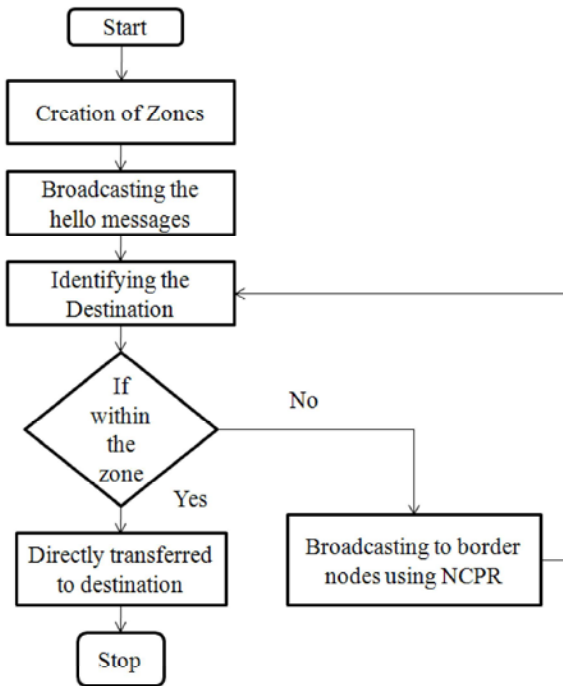 Start
Creation of Zones
Broadcasting the
hello messages
Identifying the
Destination
If
within
the
zone
No
Yes
Directly transferred
to destination
Broadcasting to border
nodes using NCPR
Stop